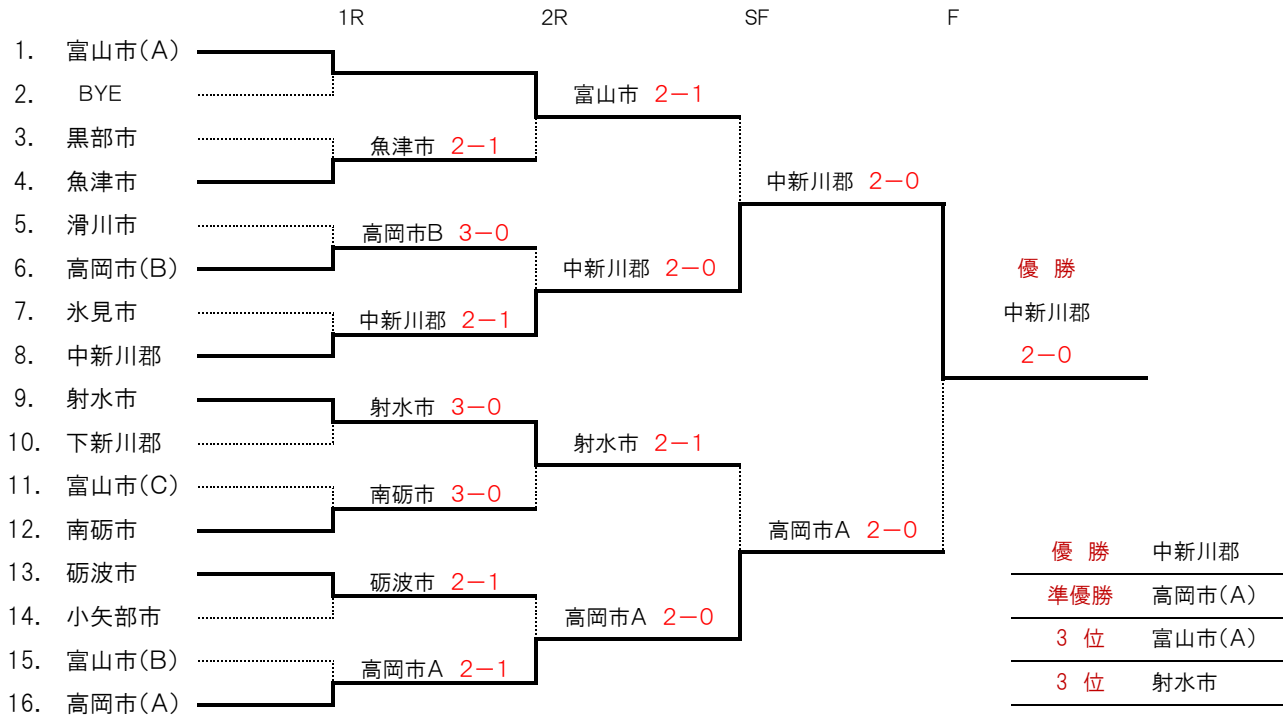 1R 2R SF F
1. 富山市(A)
2. BYE
富山市 2-1
3. 黒部市
魚津市 2-1
4. 魚津市
中新川郡 2-0
5. 滑川市
高岡市B 3-0
6. 高岡市(B)
中新川郡 2-0
優 勝
7. 氷見市
中新川郡 2-1
中新川郡
8. 中新川郡
2-0
9. 射水市
射水市 3-0
10. 下新川郡
射水市 2-1
11. 富山市(C)
南砺市 3-0
12. 南砺市
高岡市A 2-0
優 勝 中新川郡
13. 砺波市
砺波市 2-1
準優勝 高岡市(A)
14. 小矢部市
高岡市A 2-0
3 位 富山市(A)
15. 富山市(B)
高岡市A 2-1
3 位 射水市
16. 高岡市(A)